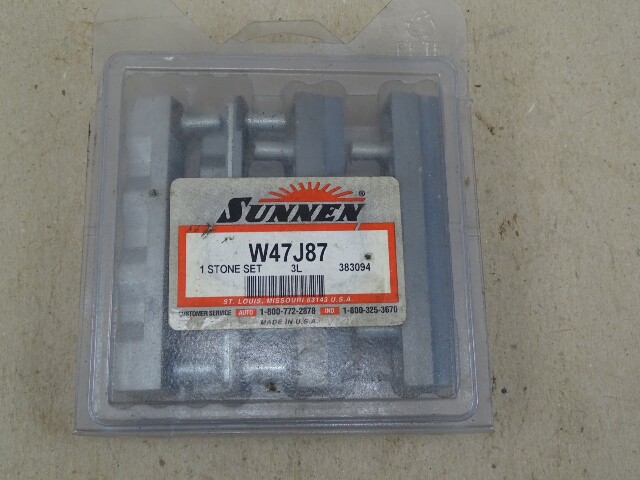 SUNNEN®
W47J87
1 STONE SET 3L 383094
ST. LOUIS, MISSOURI 63143 U.S.A.
CUSTOMER SERVICE AUTO 1-800-772-2878 IND 1-800-325-3670
MADE IN U.S.A.